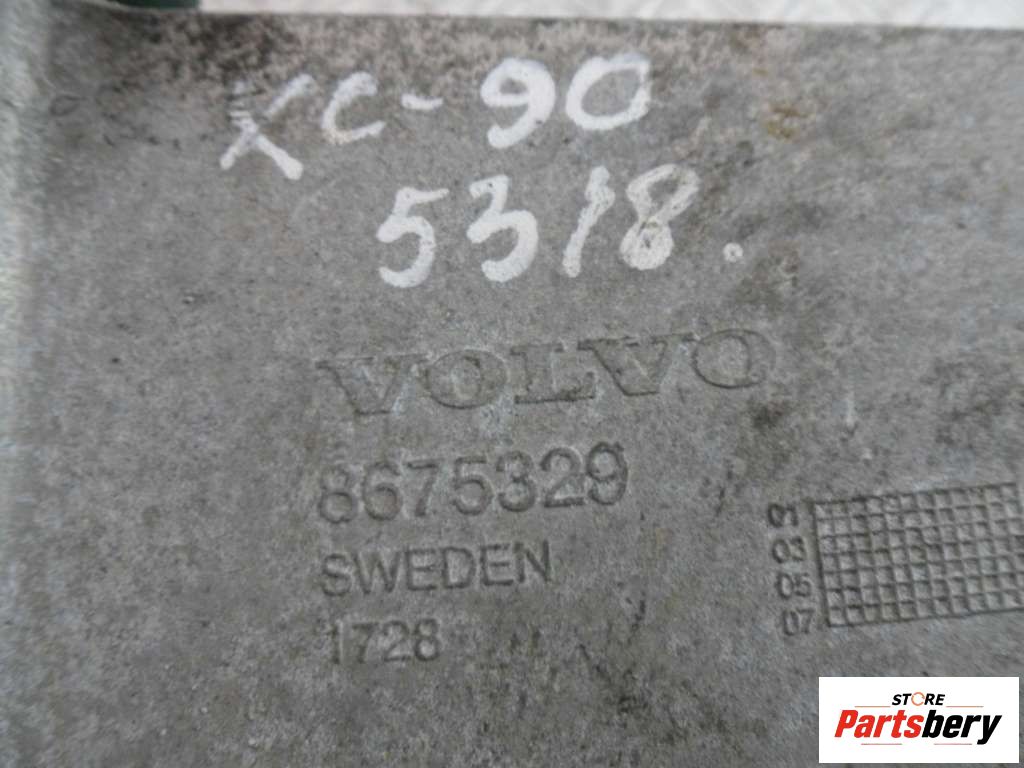 XC-90
5318.
VOLVO
8675329
SWEDEN
1728
01
03
05
07
STORE
Partsbery